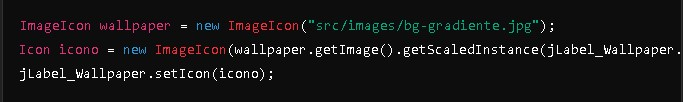 ImageIcon wallpaper = new ImageIcon("src/images/bg-gradiente.jpg");
Icon icono = new ImageIcon(wallpaper.getImage().getScaledInstance(jLabel_Wallpaper.
jLabel_Wallpaper.setIcon(icono);